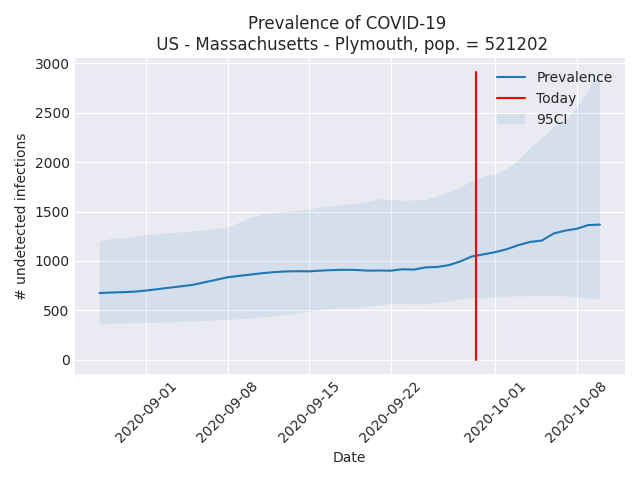 Prevalence of COVID-19
US - Massachusetts - Plymouth, pop. = 521202
Prevalence
Today
95CI
3000
2500
2000
1500
1000
500
0
# undetected infections
2020-09-01
2020-09-08
2020-09-15
2020-09-22
2020-10-01
2020-10-08
Date